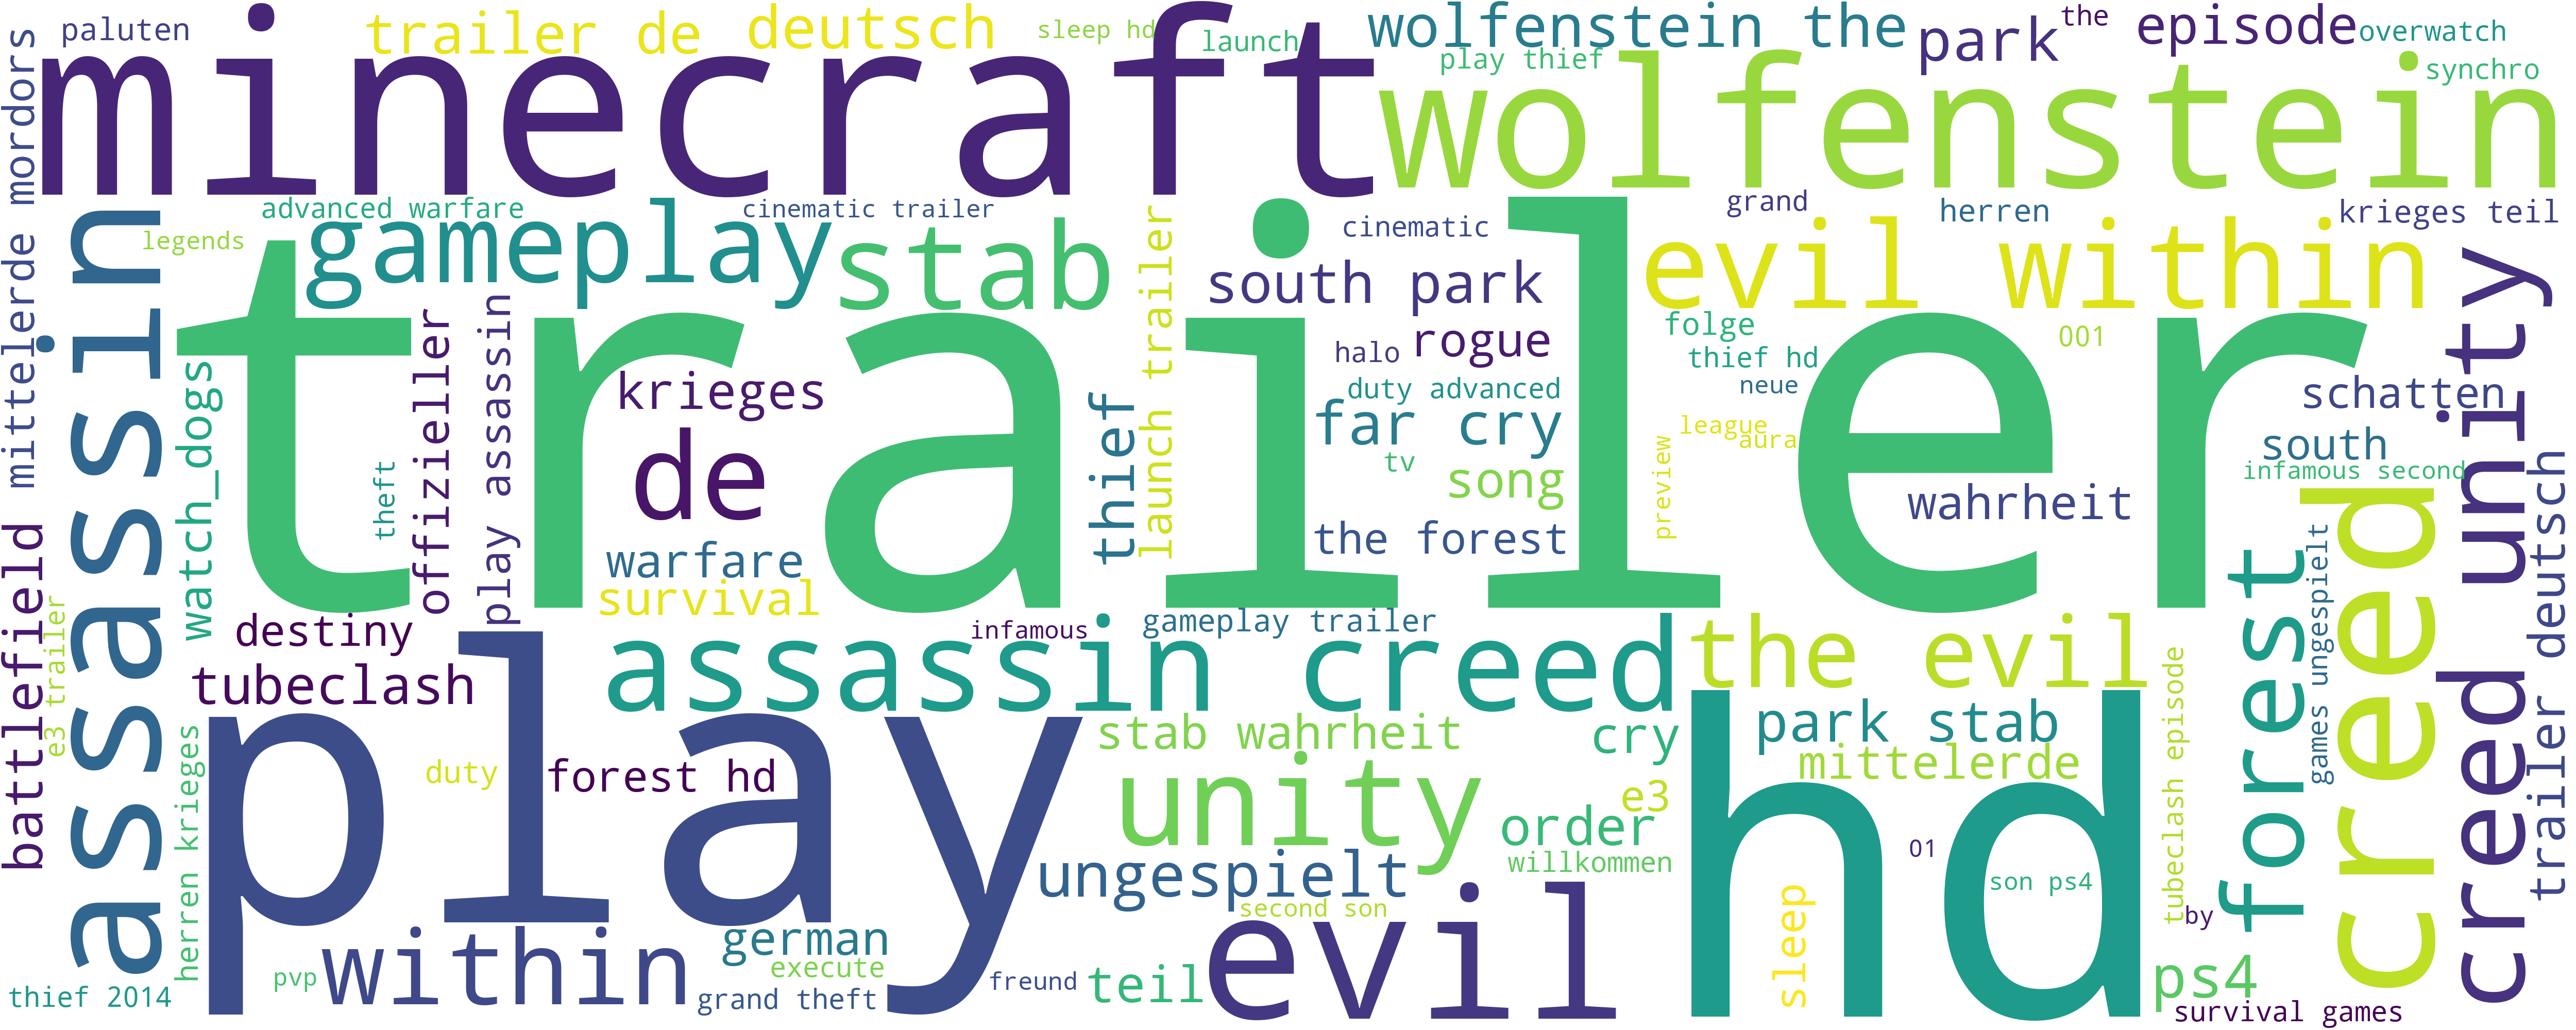 paluten
trailer de
deutsch
sleep hd
launch
wolfenstein the
park
the
episode
overwatch
minecraft
play thief
wolfenstein
synchro
mittelerde mordors
assassin
advanced warfare
cinematic trailer
legends
gameplay
stab
launch trailer
cinematic
grand
herren
krieges teil
south park
evil within
creed unity
trailer
watch_dogs
offizieller
play assassin
krieges
de
theft
thief
halo
rogue
duty advanced
far cry
tv
song
the forest
folge
thief hd
neue
league
aura
preview
001
schatten
south
infamous second
wahrheit
warfare
survival
battlefield
e3 trailer
destiny
tubeclash
infamous
gameplay trailer
assassin creed
the evil
forest
games ungespielt
creed
trailer deutsch
tubeclash episode
play
herren krieges
duty
forest hd
stab wahrheit
cry
park stab
mittelerde
unity
e3
order
willkommen
hd
01
son ps4
sleep
by
ungespielt
second son
evil
within
german
execute
grand theft
freund
teil
pvp
thief 2014
ps4
survival games